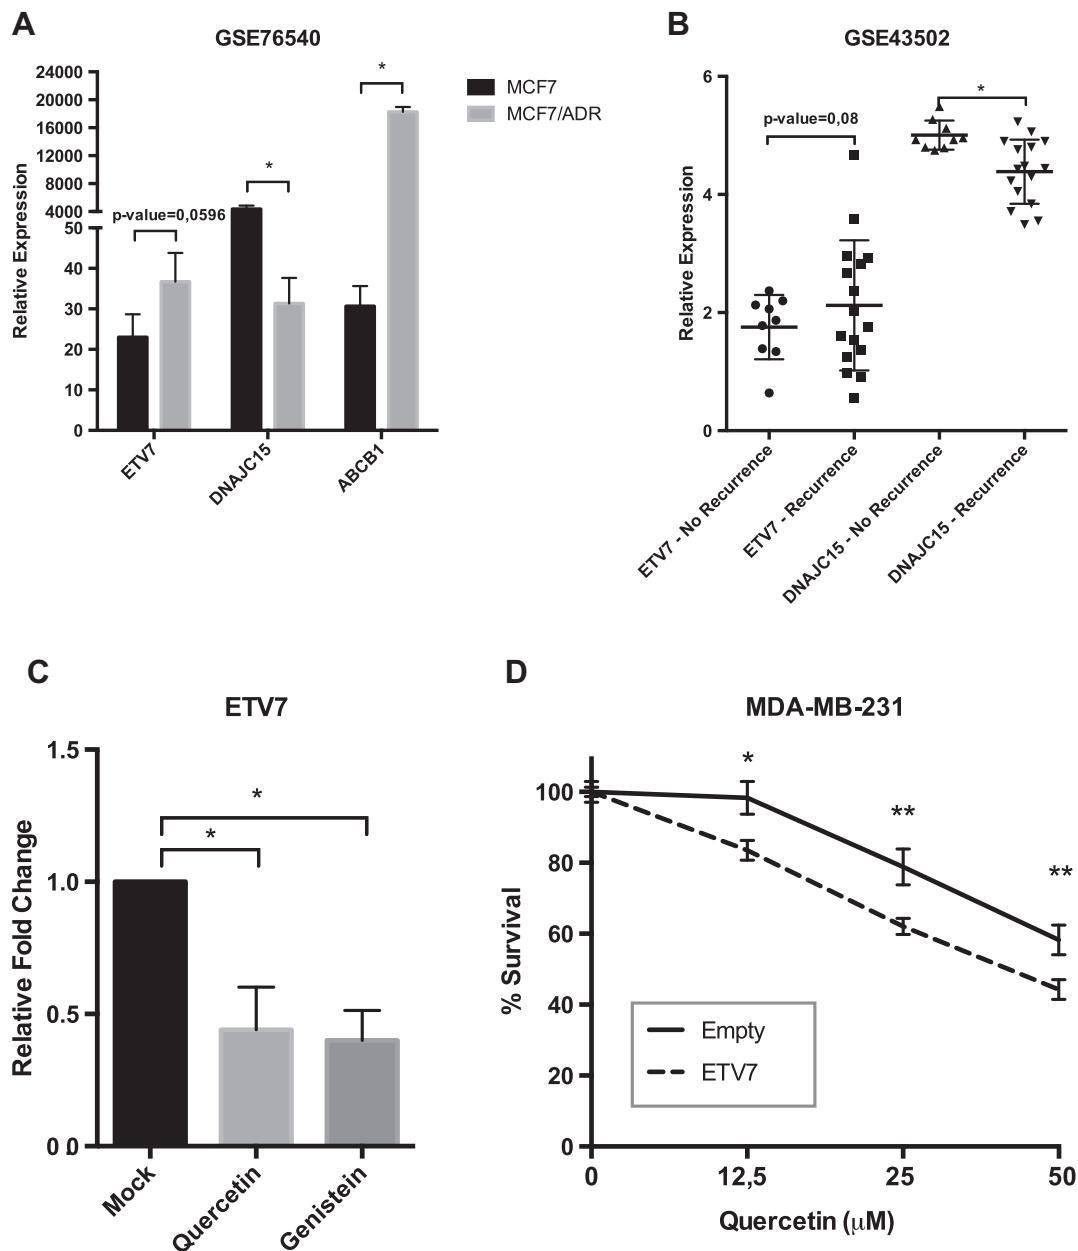 A
GSE76540
24000
20000
16000
12000
8000
4000
50
40
30
20
10
0
Relative Expression
p-value=0,0596
*
*
MCF7
MCF7/ADR
ETV7
DNAJC15
ABCB1
B
GSE43502
6
4
2
0
Relative Expression
p-value=0,08
*
ETV7 - No Recurrence
ETV7 - Recurrence
DNAJC15 - No Recurrence
DNAJC15 - Recurrence
C
ETV7
1.5
1.0
0.5
0 0
Relative Fold Change
*
*
Mock
Quercetin
Genistein
D
MDA-MB-231
100
80
60
40
20
0
% Survival
*
**
**
Empty
ETV7
0
12,5
25
50
Quercetin (μM)